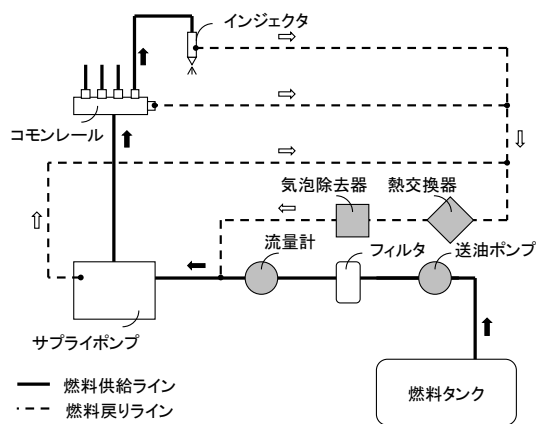 インジェクタ
コモンレール
気泡除去器
熱交換器
流量計
フィルタ
送油ポンプ
サプライポンプ
燃料タンク
燃料供給ライン
燃料戻りライン